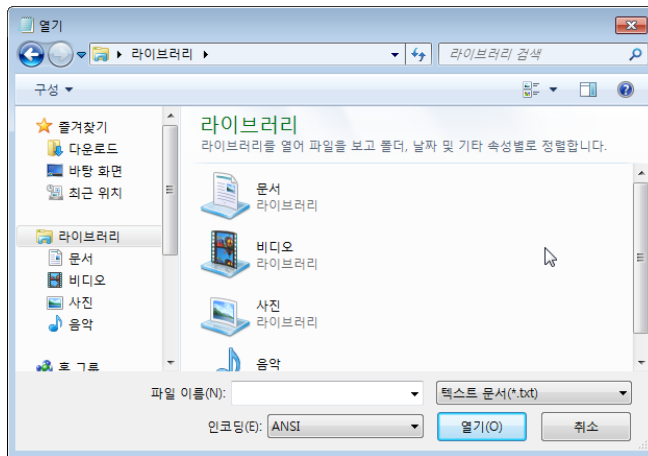 열기
라이브러리
라이브러리 검색
구성
즐겨찾기
다운로드
바탕 화면
최근 위치
라이브러리
문서
비디오
사진
음악
홈 그룹
라이브러리
라이브러리를 열어 파일을 보고 폴더, 날짜 및 기타 속성별로 정렬합니다.
문서
라이브러리
비디오
라이브러리
사진
라이브러리
음악
파일 이름(N):
텍스트 문서(*.txt)
인코딩(E): ANSI
열기(O)
취소